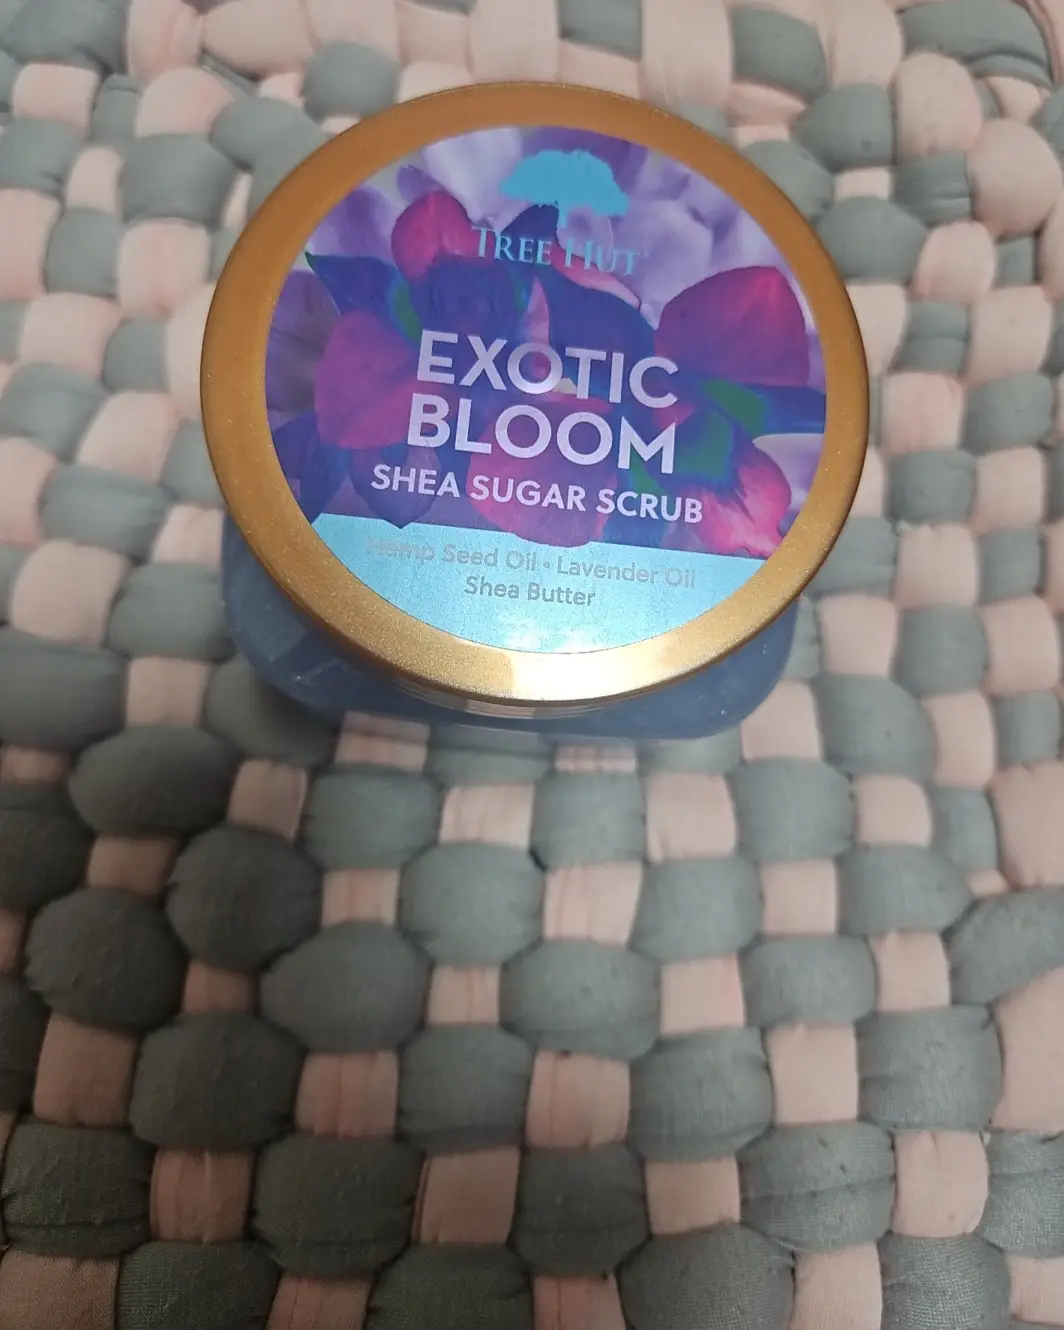 TREE HUT
EXOTIC
BLOOM
SHEA SUGAR SCRUB
Hemp Seed Oil • Lavender Oil
Shea Butter